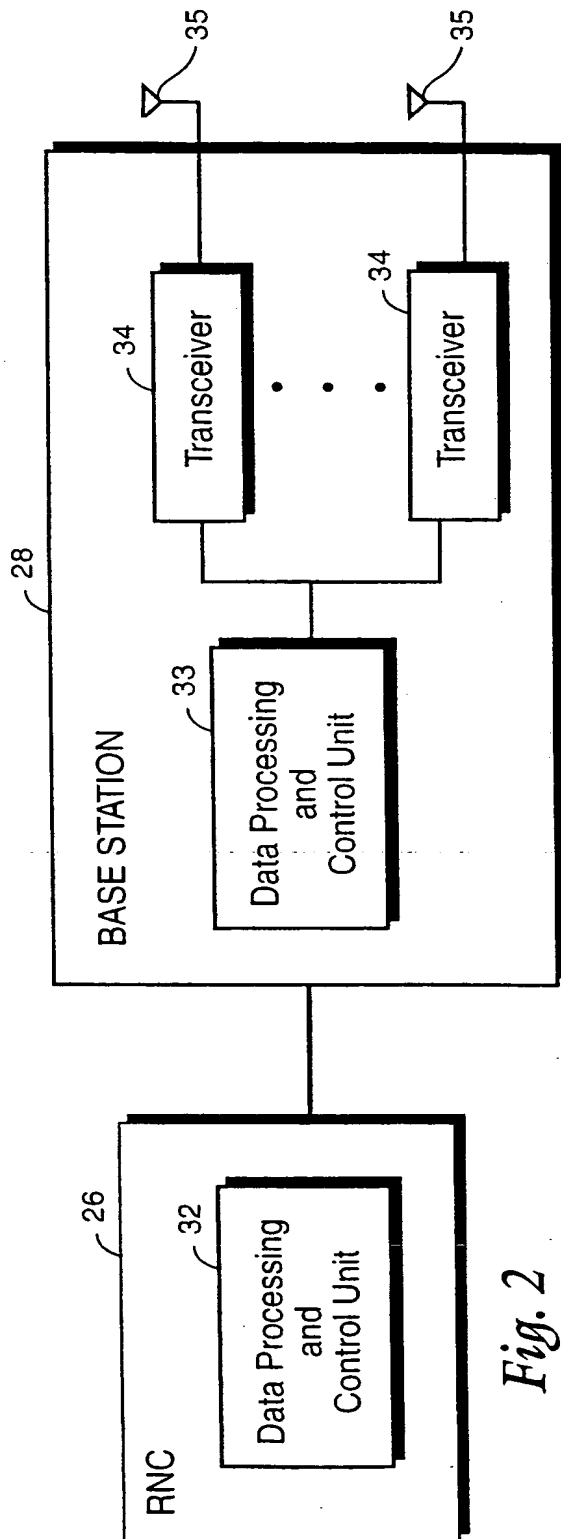 RNC
26
32
Data Processing
and
Control Unit
BASE STATION
28
33
Data Processing
and
Control Unit
34
Transceiver
34
Transceiver
35
35
Fig. 2